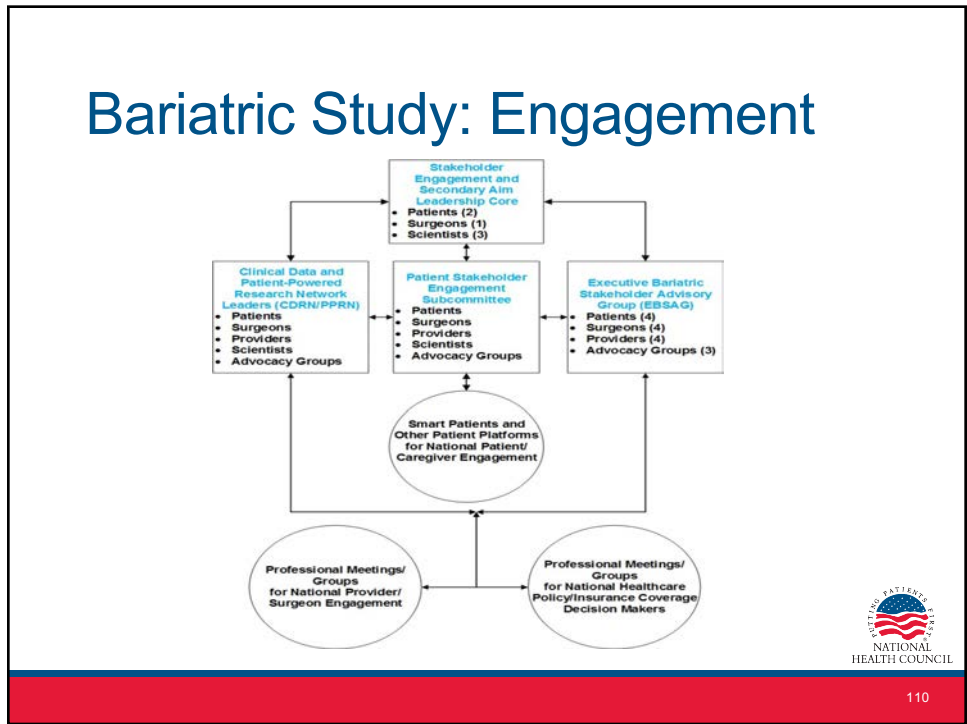 Bariatric Study: Engagement
Stakeholder
Engagement and
Secondary Aim
Leadership Core
• Patients (2)
• Surgeons (1)
• Scientists (3)
Clinical Data and
Patient-Powered
Research Network
Leaders (CDRN/PPRN)
• Patients
• Surgeons
• Providers
• Scientists
• Advocacy Groups
Patient Stakeholder
Engagement
Subcommittee
• Patients
• Surgeons
• Providers
• Scientists
• Advocacy Groups
Executive Bariatric
Stakeholder Advisory
Group (EBSAG)
• Patients (4)
• Surgeons (4)
• Providers (4)
• Advocacy Groups (3)
Smart Patients and
Other Patient Platforms
for National Patient/
Caregiver Engagement
Professional Meetings/
Groups
for National Provider/
Surgeon Engagement
Professional Meetings/
Groups
for National Healthcare
Policy/Insurance Coverage
Decision Makers
PUTTING PATIENTS FIRST®
NATIONAL
HEALTH COUNCIL
110